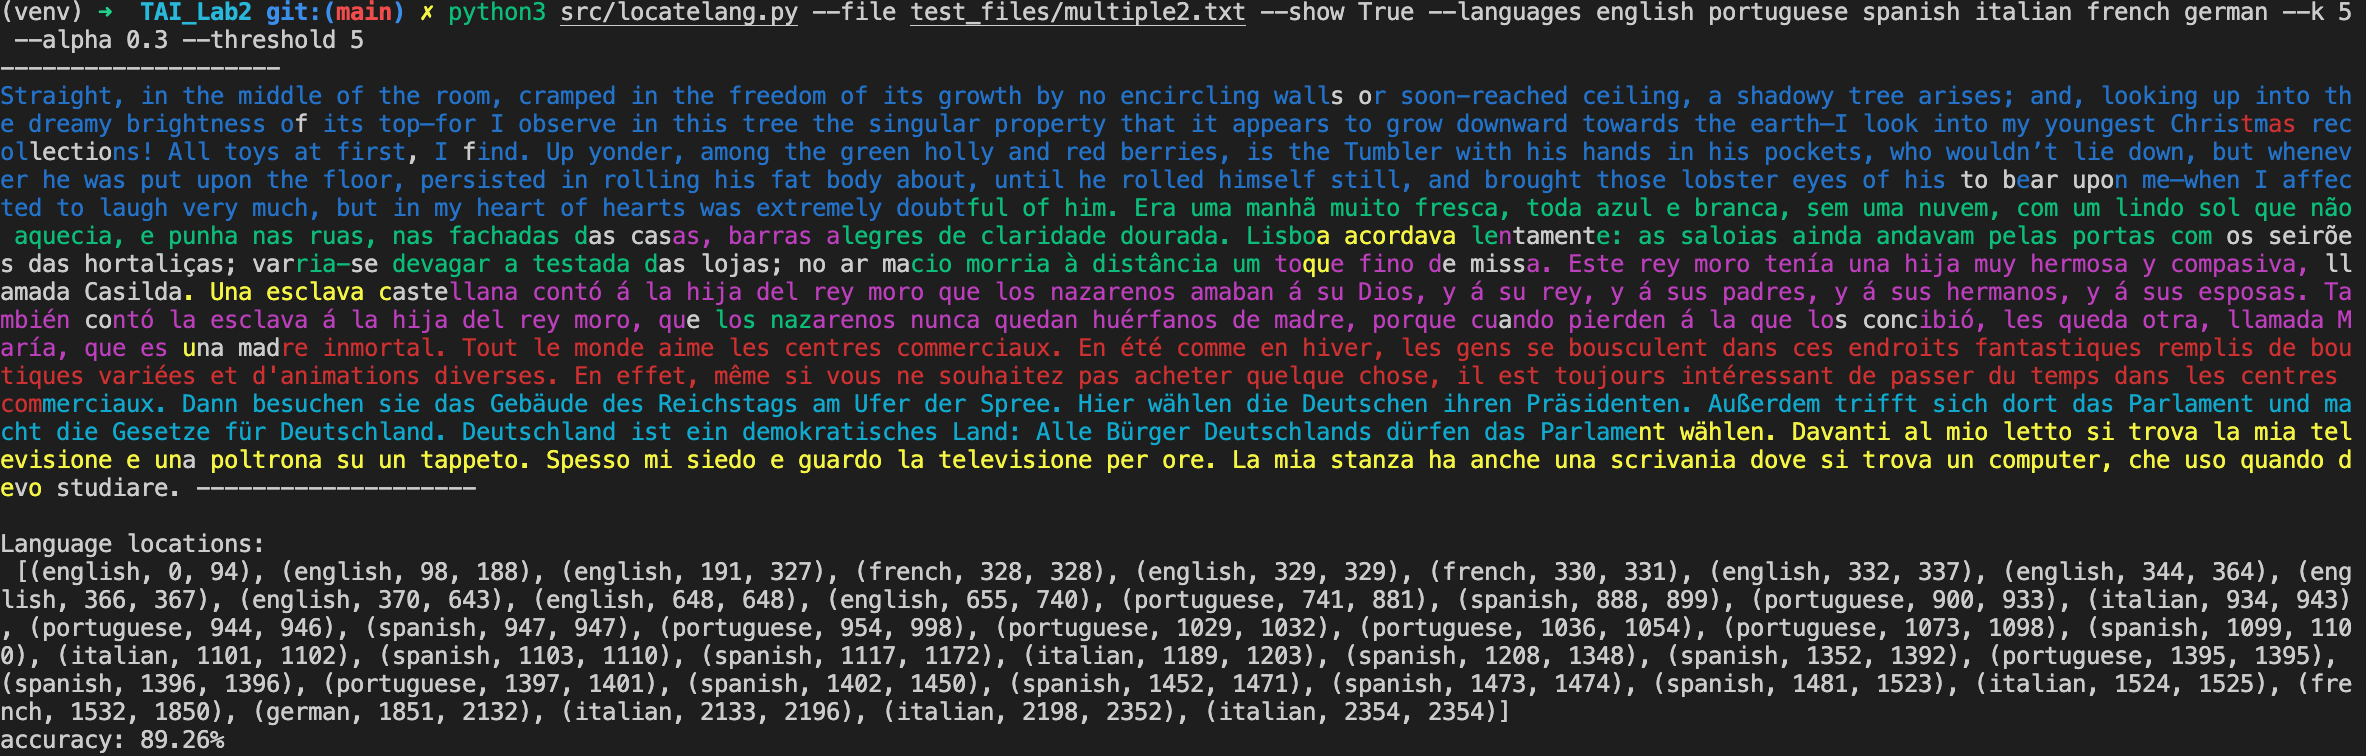 (venv) ➜  TAI_Lab2 git:(main) ✗ python3 src/locatelang.py --file test_files/multiple2.txt --show True --languages english portuguese spanish italian french german --k 5
 --alpha 0.3 --threshold 5
--------------------
Straight, in the middle of the room, cramped in the freedom of its growth by no encircling walls or soon-reached ceiling, a shadowy tree arises; and, looking up into th
e dreamy brightness of its top—for I observe in this tree the singular property that it appears to grow downward towards the earth—I look into my youngest Christmas rec
ollections! All toys at first, I find. Up yonder, among the green holly and red berries, is the Tumbler with his hands in his pockets, who wouldn’t lie down, but whenev
er he was put upon the floor, persisted in rolling his fat body about, until he rolled himself still, and brought those lobster eyes of his to bear upon me—when I affec
ted to laugh very much, but in my heart of hearts was extremely doubtful of him. Era uma manhã muito fresca, toda azul e branca, sem uma nuvem, com um lindo sol que não
 aquecia, e punha nas ruas, nas fachadas das casas, barras alegres de claridade dourada. Lisboa acordava lentamente: as saloias ainda andavam pelas portas com os seirõe
s das hortaliças; varria-se devagar a testada das lojas; no ar macio morria à distância um toque fino de missa. Este rey moro tenía una hija muy hermosa y compasiva, ll
amada Casilda. Una esclava castellana contó á la hija del rey moro que los nazarenos amaban á su Dios, y á su rey, y á sus padres, y á sus hermanos, y á sus esposas. Ta
mbién contó la esclava á la hija del rey moro, que los nazarenos nunca quedan huérfanos de madre, porque cuando pierden á la que los concibió, les queda otra, llamada M
aría, que es una madre inmortal. Tout le monde aime les centres commerciaux. En été comme en hiver, les gens se bousculent dans ces endroits fantastiques remplis de bou
tiques variées et d'animations diverses. En effet, même si vous ne souhaitez pas acheter quelque chose, il est toujours intéressant de passer du temps dans les centres
commerciaux. Dann besuchen sie das Gebäude des Reichstags am Ufer der Spree. Hier wählen die Deutschen ihren Präsidenten. Außerdem trifft sich dort das Parlament und ma
cht die Gesetze für Deutschland. Deutschland ist ein demokratisches Land: Alle Bürger Deutschlands dürfen das Parlament wählen. Davanti al mio letto si trova la mia tel
evisione e una poltrona su un tappeto. Spesso mi siedo e guardo la televisione per ore. La mia stanza ha anche una scrivania dove si trova un computer, che uso quando d
evo studiare. --------------------
Language locations:
 [(english, 0, 94), (english, 98, 188), (english, 191, 327), (french, 328, 328), (english, 329, 329), (french, 330, 331), (english, 332, 337), (english, 344, 364), (eng
lish, 366, 367), (english, 370, 643), (english, 648, 648), (english, 655, 740), (portuguese, 741, 881), (spanish, 888, 899), (portuguese, 900, 933), (italian, 934, 943)
, (portuguese, 944, 946), (spanish, 947, 947), (portuguese, 954, 998), (portuguese, 1029, 1032), (portuguese, 1036, 1054), (portuguese, 1073, 1098), (spanish, 1099, 110
0), (italian, 1101, 1102), (spanish, 1103, 1110), (spanish, 1117, 1172), (italian, 1189, 1203), (spanish, 1208, 1348), (spanish, 1352, 1392), (portuguese, 1395, 1395),
(spanish, 1396, 1396), (portuguese, 1397, 1401), (spanish, 1402, 1450), (spanish, 1452, 1471), (spanish, 1473, 1474), (spanish, 1481, 1523), (italian, 1524, 1525), (fre
nch, 1532, 1850), (german, 1851, 2132), (italian, 2133, 2196), (italian, 2198, 2352), (italian, 2354, 2354)]
accuracy: 89.26%